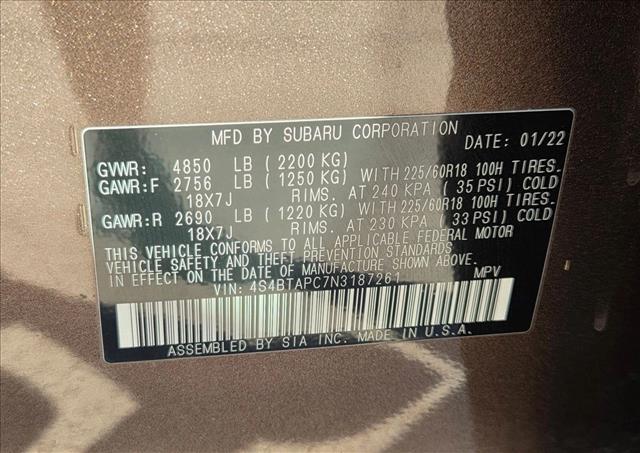 MFD BY SUBARU CORPORATION DATE: 01/22
GVWR: 4850 LB (2200 KG)
GAWR:F 2756 LB (1250 KG) WITH 225/60R18 100H TIRES.
18X7J RIMS. AT 240 KPA (35 PSI) COLD
GAWR:R 2690 LB (1220 KG) WITH 225/60R18 100H TIRES.
18X7J RIMS. AT 230 KPA (33 PSI) COLD
THIS VEHICLE CONFORMS TO ALL APPLICABLE FEDERAL MOTOR
VEHICLE SAFETY AND THEFT PREVENTION STANDARDS
IN EFFECT ON THE DATE OF MANUFACTURE SHOWN ABOVE.
VIN: 4S4BTAPC7N3187261 MPV
ASSEMBLED BY SIA INC. MADE IN U.S.A.